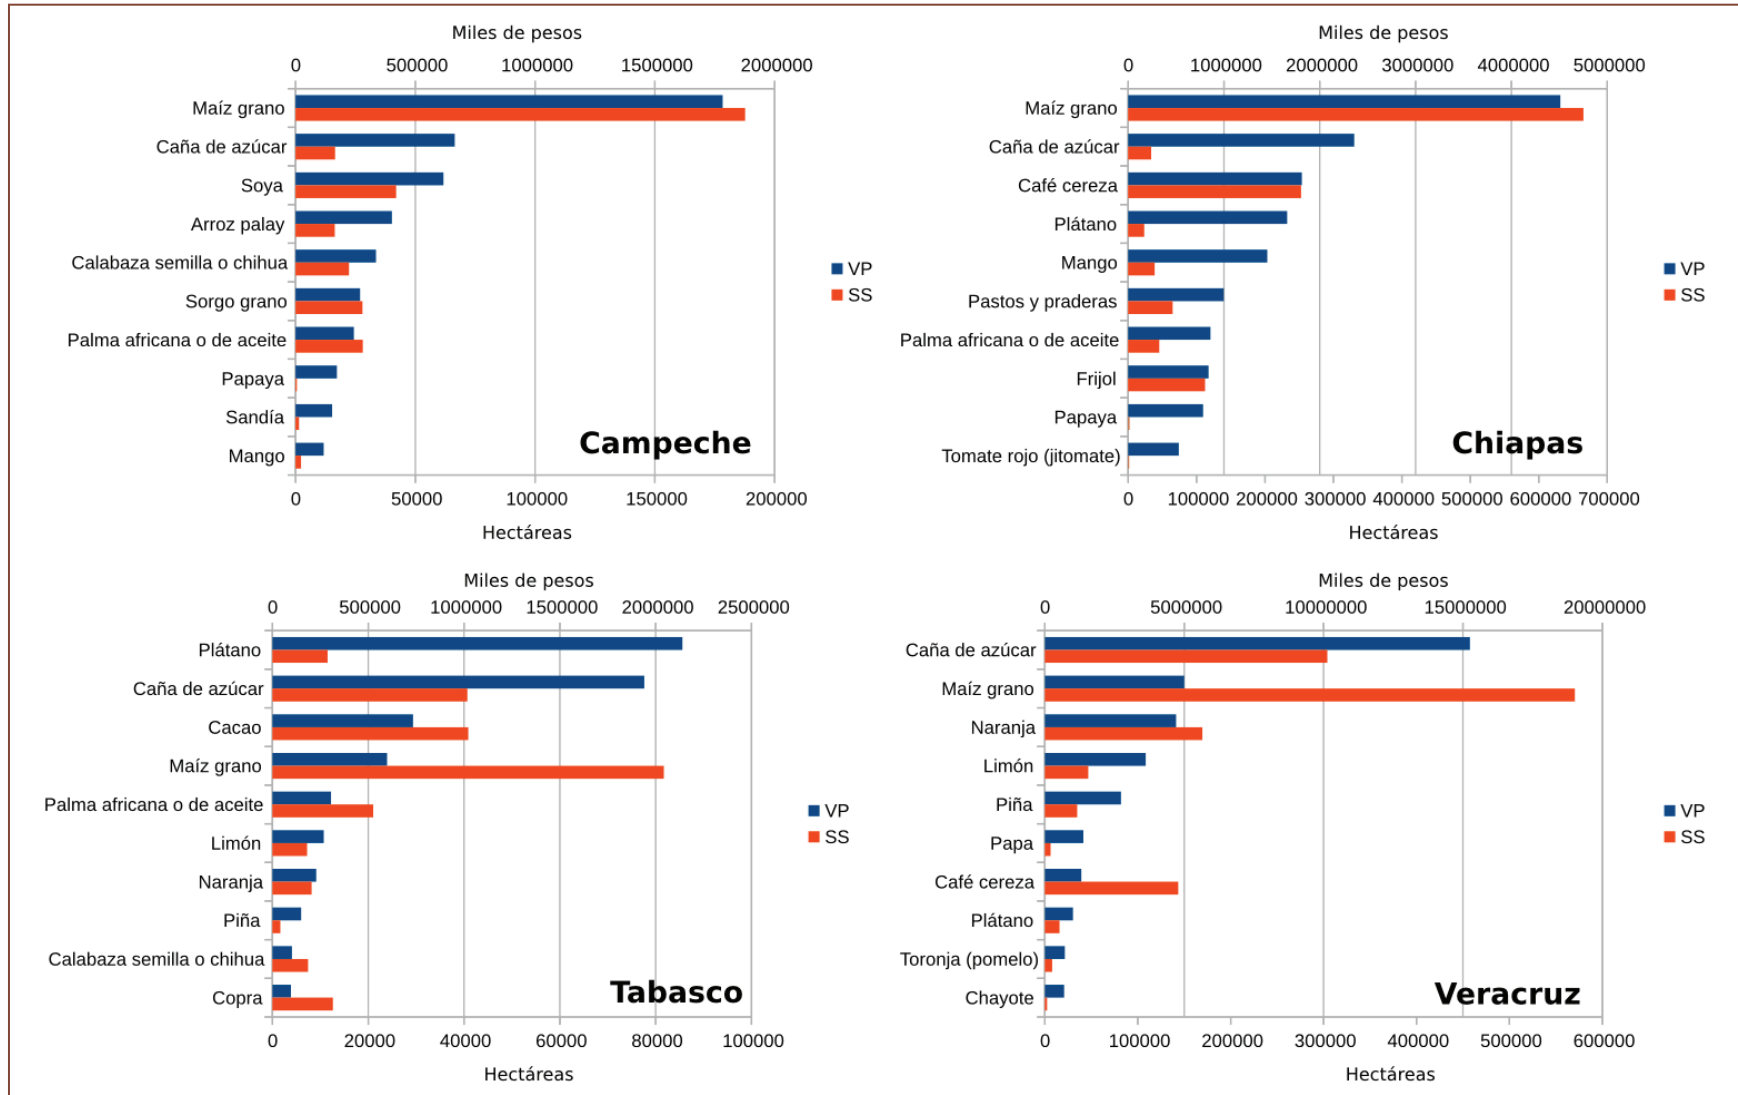 Miles de pesos
0 500000 1000000 1500000 2000000
Maíz grano
Caña de azúcar
Soya
Arroz palay
Calabaza semilla o chihua
Sorgo grano
Palma africana o de aceite
Papaya
Sandía
Mango
VP
SS
Campeche
0 50000 100000 150000 200000
Hectáreas
Miles de pesos
0 1000000 2000000 3000000 4000000 5000000
Maíz grano
Caña de azúcar
Café cereza
Plátano
Mango
Pastos y praderas
Palma africana o de aceite
Frijol
Papaya
Tomate rojo (jitomate)
VP
SS
Chiapas
0 100000 200000 300000 400000 500000 600000 700000
Hectáreas
Miles de pesos
0 500000 1000000 1500000 2000000 2500000
Plátano
Caña de azúcar
Cacao
Maíz grano
Palma africana o de aceite
Limón
Naranja
Piña
Calabaza semilla o chihua
Copra
VP
SS
Tabasco
0 20000 40000 60000 80000 100000
Hectáreas
Miles de pesos
0 5000000 10000000 15000000 20000000
Caña de azúcar
Maíz grano
Naranja
Limón
Piña
Papa
Café cereza
Plátano
Toronja (pomelo)
Chayote
VP
SS
Veracruz
0 100000 200000 300000 400000 500000 600000
Hectáreas